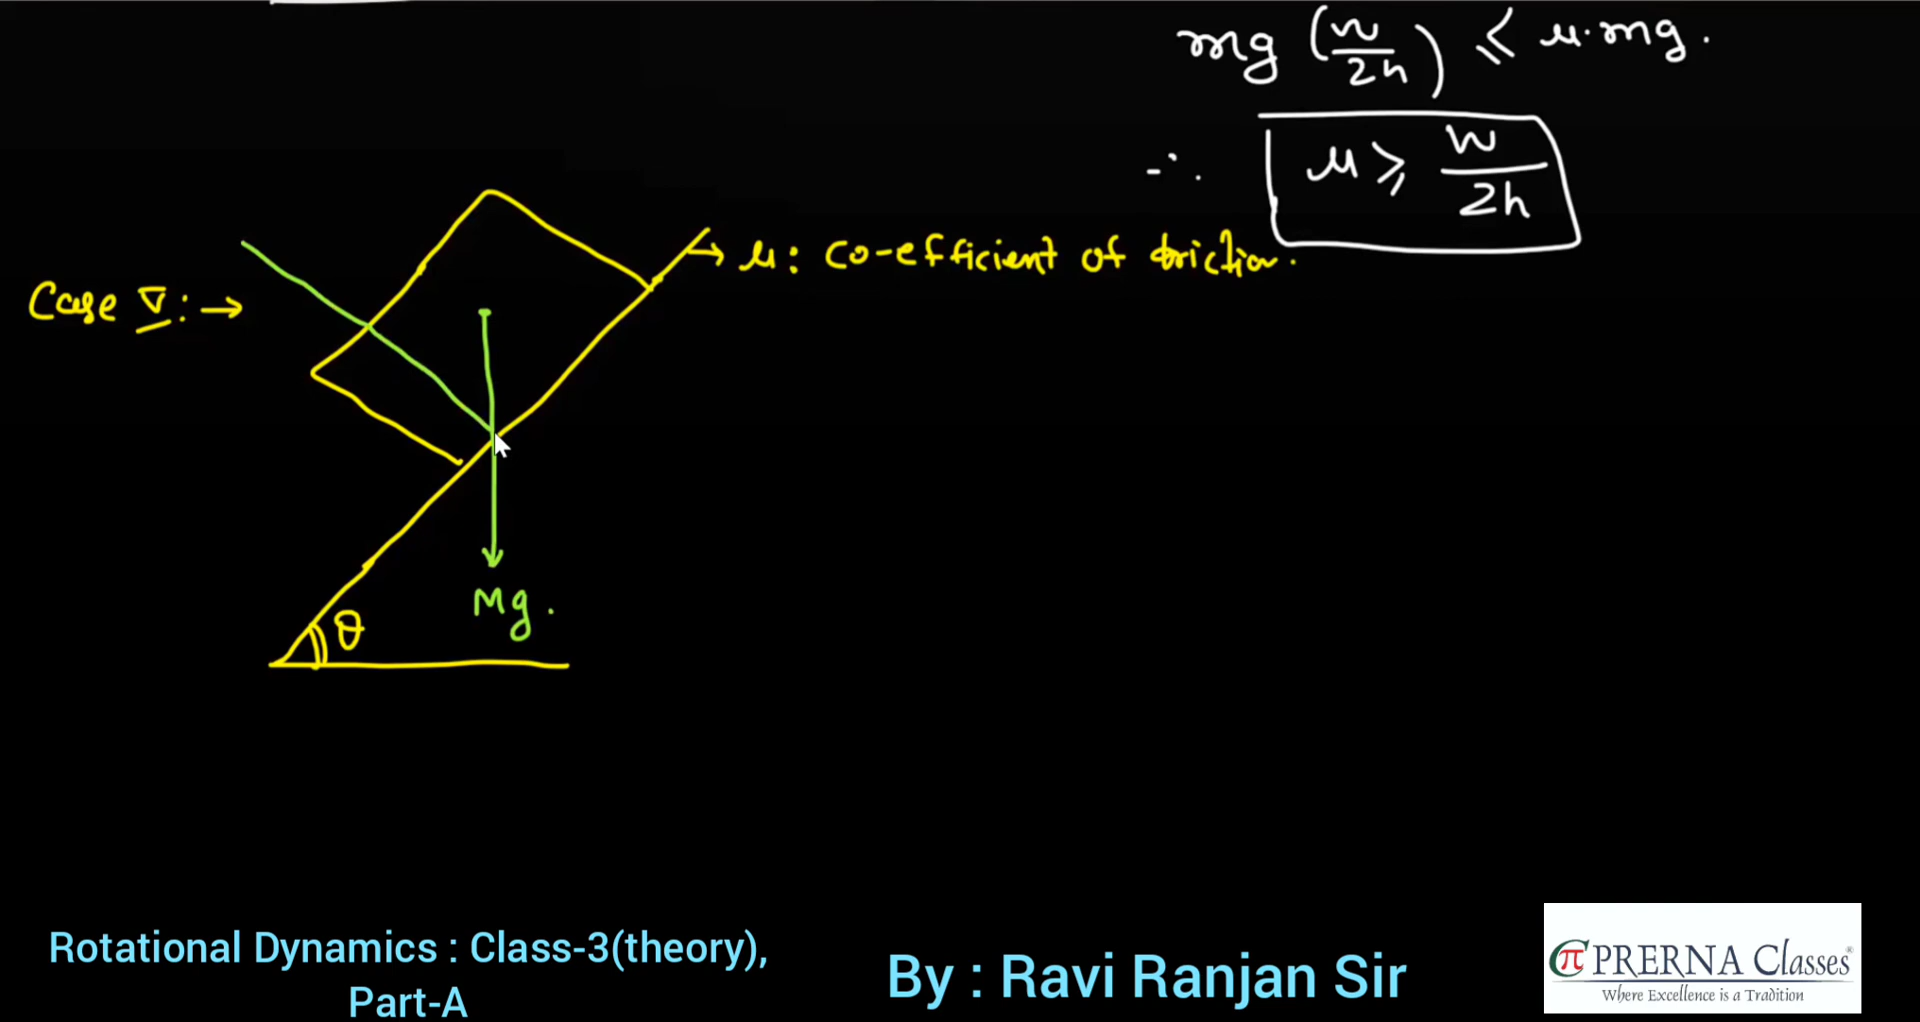 mg (w/2h) ⩽ μ·mg.
∴ μ ⩾ w/2h
→ μ: co-efficient of friction.
Case V: →
Mg.
θ
Rotational Dynamics : Class-3(theory),
Part-A
By : Ravi Ranjan Sir
π PRERNA Classes®
Where Excellence is a Tradition